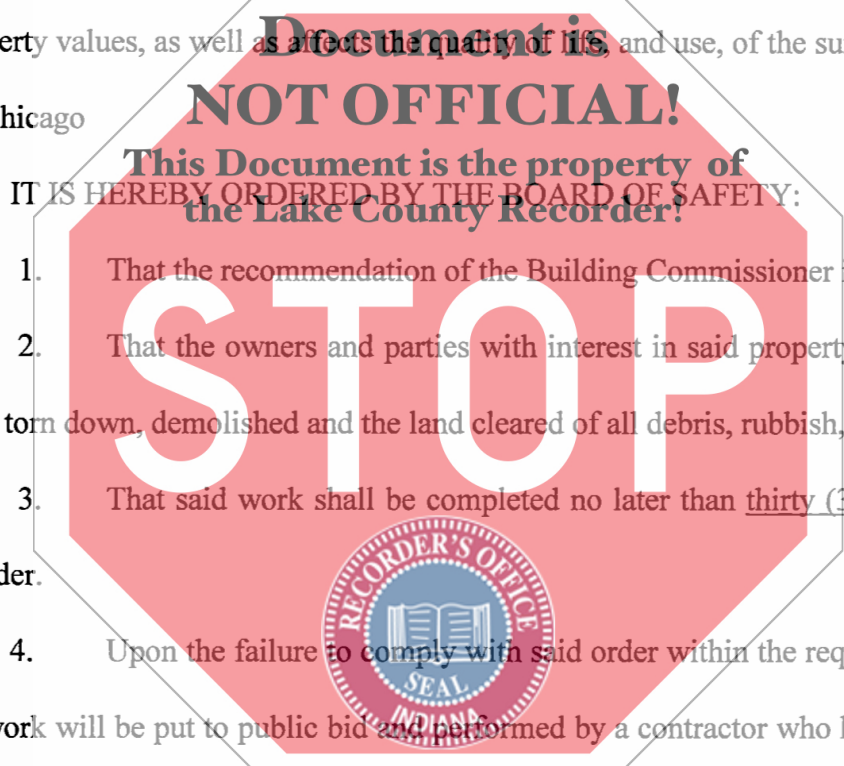 Document is
erty values, as well as affects the quality of life, and use, of the su
NOT OFFICIAL!
hicago
This Document is the property of
IT IS HEREBY ORDERED BY THE BOARD OF SAFETY:
the Lake County Recorder!
1. That the recommendation of the Building Commissioner i
STOP
2. That the owners and parties with interest in said property
torn down, demolished and the land cleared of all debris, rubbish,
3. That said work shall be completed no later than thirty (3
der.
RECORDER'S OFFICE
4. Upon the failure to comply with said order within the req
SEAL
INDIANA
work will be put to public bid and performed by a contractor who h